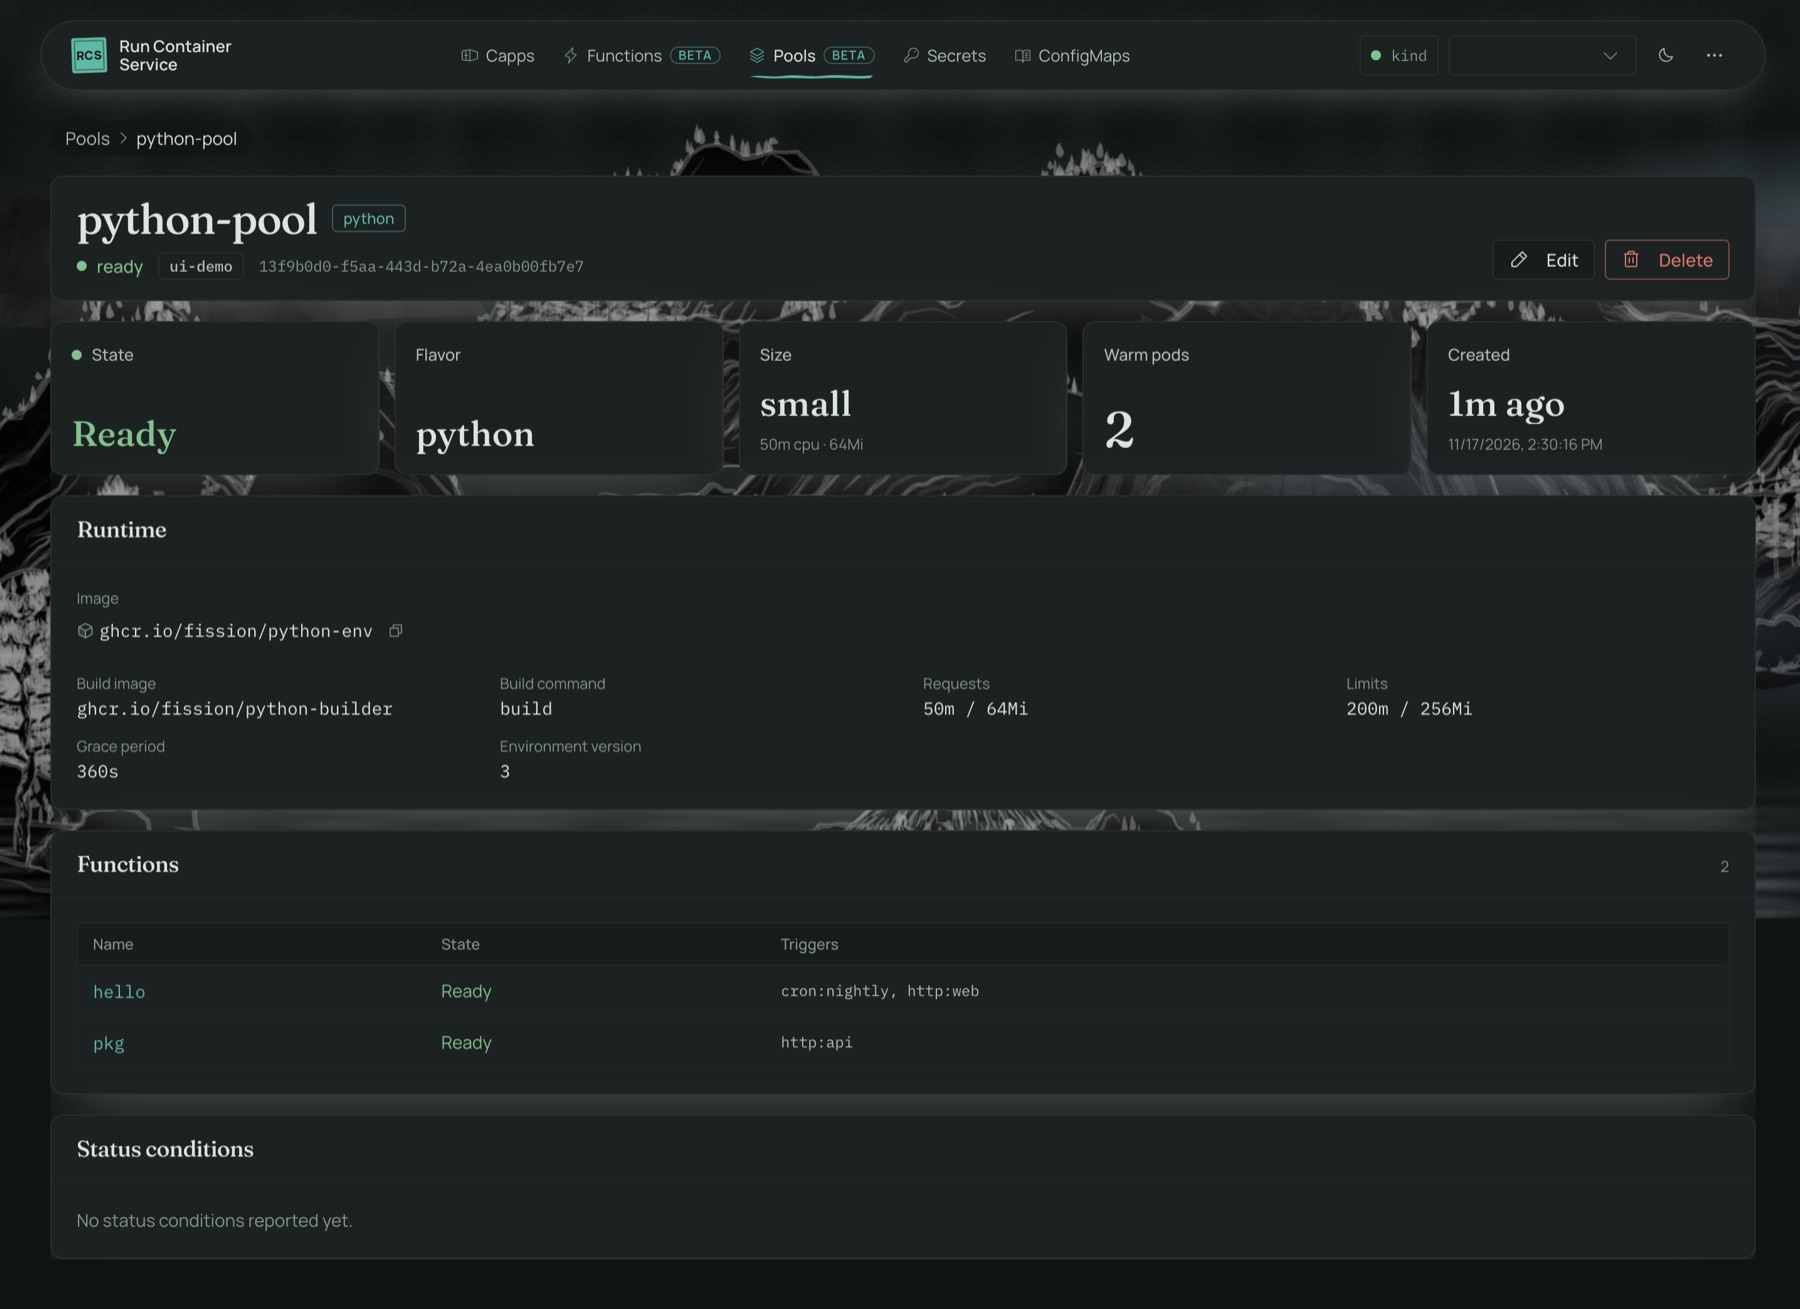 RCS
Run Container
Service
Capps
Functions BETA
Pools BETA
Secrets
ConfigMaps
kind
Pools > python-pool
python-pool python
ready ui-demo 13f9b0d0-f5aa-443d-b72a-4ea0b00fb7e7
Edit
Delete
State
Ready
Flavor
python
Size
small
50m cpu · 64Mi
Warm pods
2
Created
1m ago
11/17/2026, 2:30:16 PM
Runtime
Image
ghcr.io/fission/python-env
Build image
ghcr.io/fission/python-builder
Build command
build
Requests
50m / 64Mi
Limits
200m / 256Mi
Grace period
360s
Environment version
3
Functions 2
Name State Triggers
hello Ready cron:nightly, http:web
pkg Ready http:api
Status conditions
No status conditions reported yet.